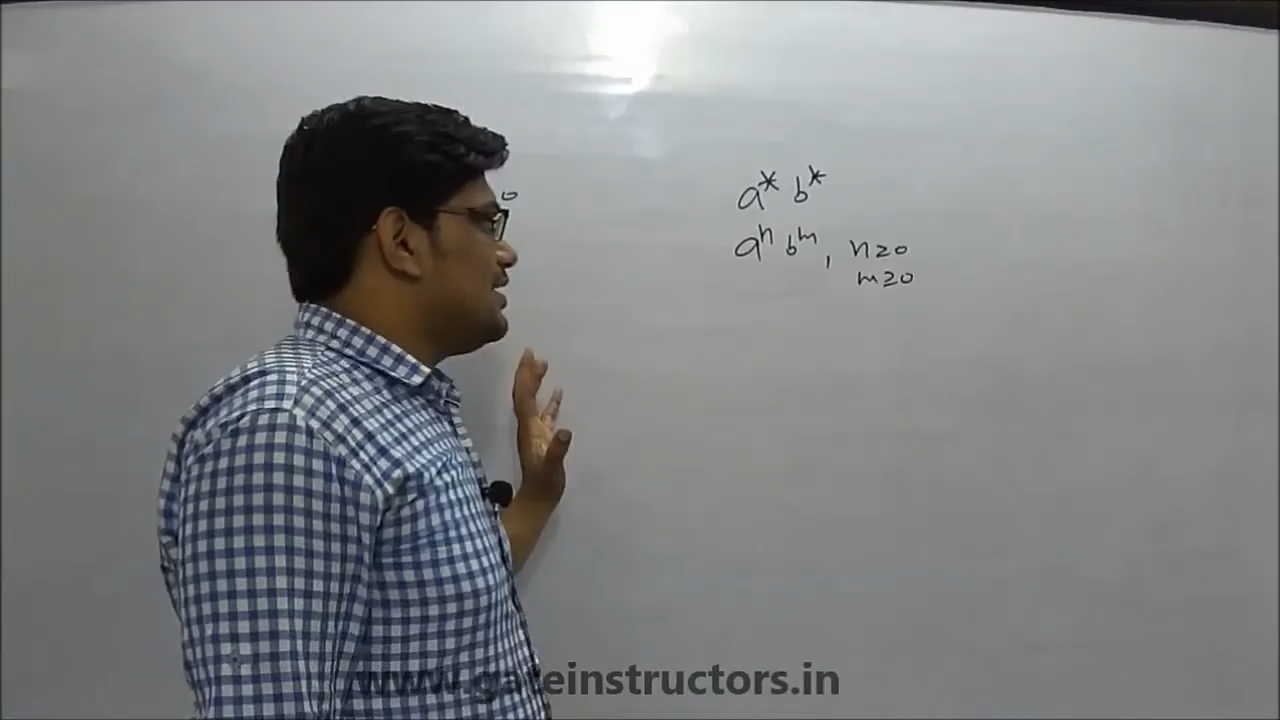 a* b*
aⁿ bᵐ, n≥0
m≥0
www.gateinstructors.in